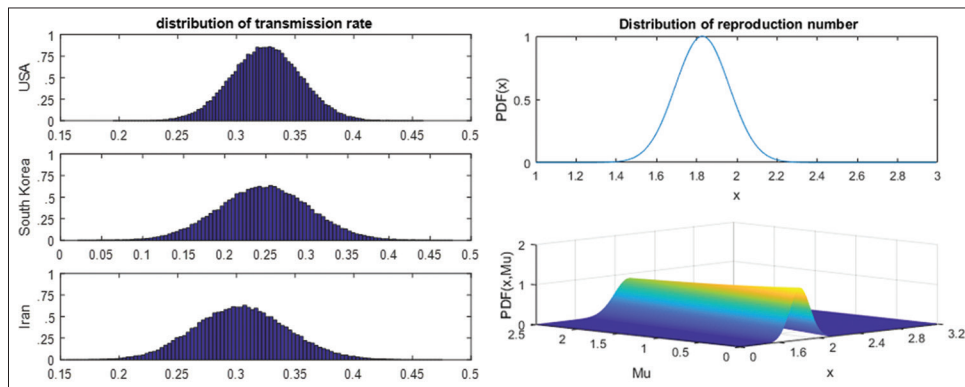 distribution of transmission rate
1
.75
.5
.25
0
USA
0.15 0.2 0.25 0.3 0.35 0.4 0.45 0.5
1
.75
.5
.25
0
South Korea
0 0.05 0.1 0.15 0.2 0.25 0.3 0.35 0.4 0.45 0.5
1
.75
.5
.25
0
Iran
0.15 0.2 0.25 0.3 0.35 0.4 0.45 0.5
Distribution of reproduction number
1
0.5
0
PDF(x)
1 1.2 1.4 1.6 1.8 2 2.2 2.4 2.6 2.8 3
x
2
1
0
PDF(x,Mu)
2.5 2 1.5 1 0.5 0
Mu
0 1.6 2 2.4 2.8 3.2
x